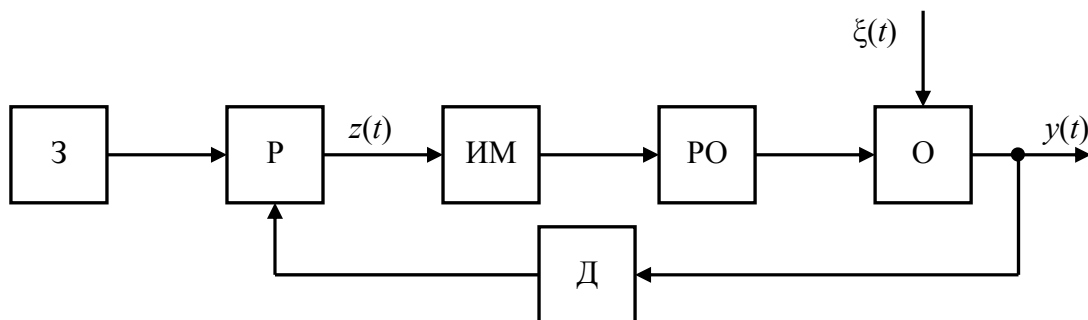 ξ(t)
З
Р
z(t)
ИМ
РО
О
y(t)
Д